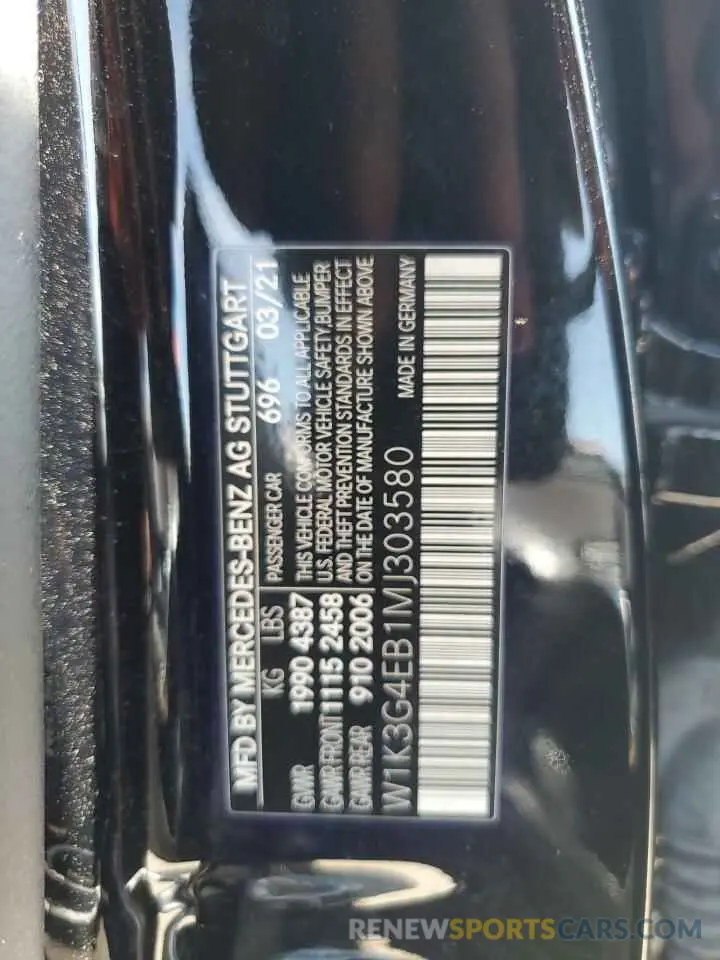 MFD BY MERCEDES-BENZ AG STUTTGART
KG LBS PASSENGER CAR 696 03/21
GVWR 1990 4387 THIS VEHICLE CONFORMS TO ALL APPLICABLE
GAWR FRONT 1115 2458 U.S. FEDERAL MOTOR VEHICLE SAFETY, BUMPER
GAWR REAR 910 2006 AND THEFT PREVENTION STANDARDS IN EFFECT
ON THE DATE OF MANUFACTURE SHOWN ABOVE
W1K3G4EB1MJ303580 MADE IN GERMANY
RENEWSPORTSCARS.COM